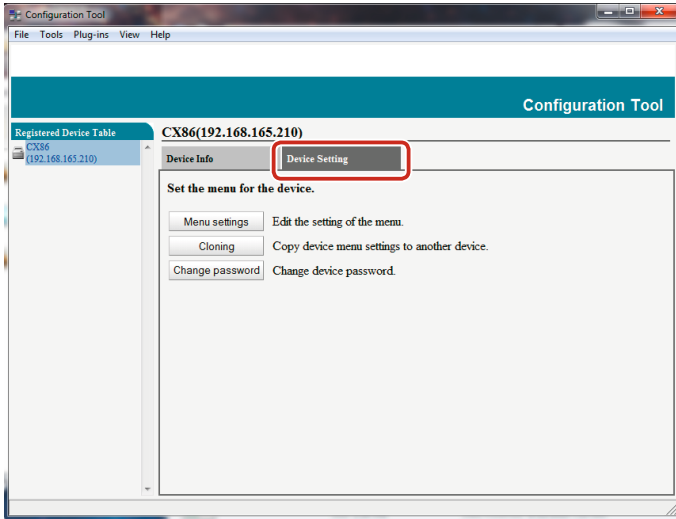 Configuration Tool
File Tools Plug-ins View Help
Configuration Tool
Registered Device Table
CX86
(192.168.165.210)
CX86(192.168.165.210)
Device Info Device Setting
Set the menu for the device.
Menu settings Edit the setting of the menu.
Cloning Copy device menu settings to another device.
Change password Change device password.